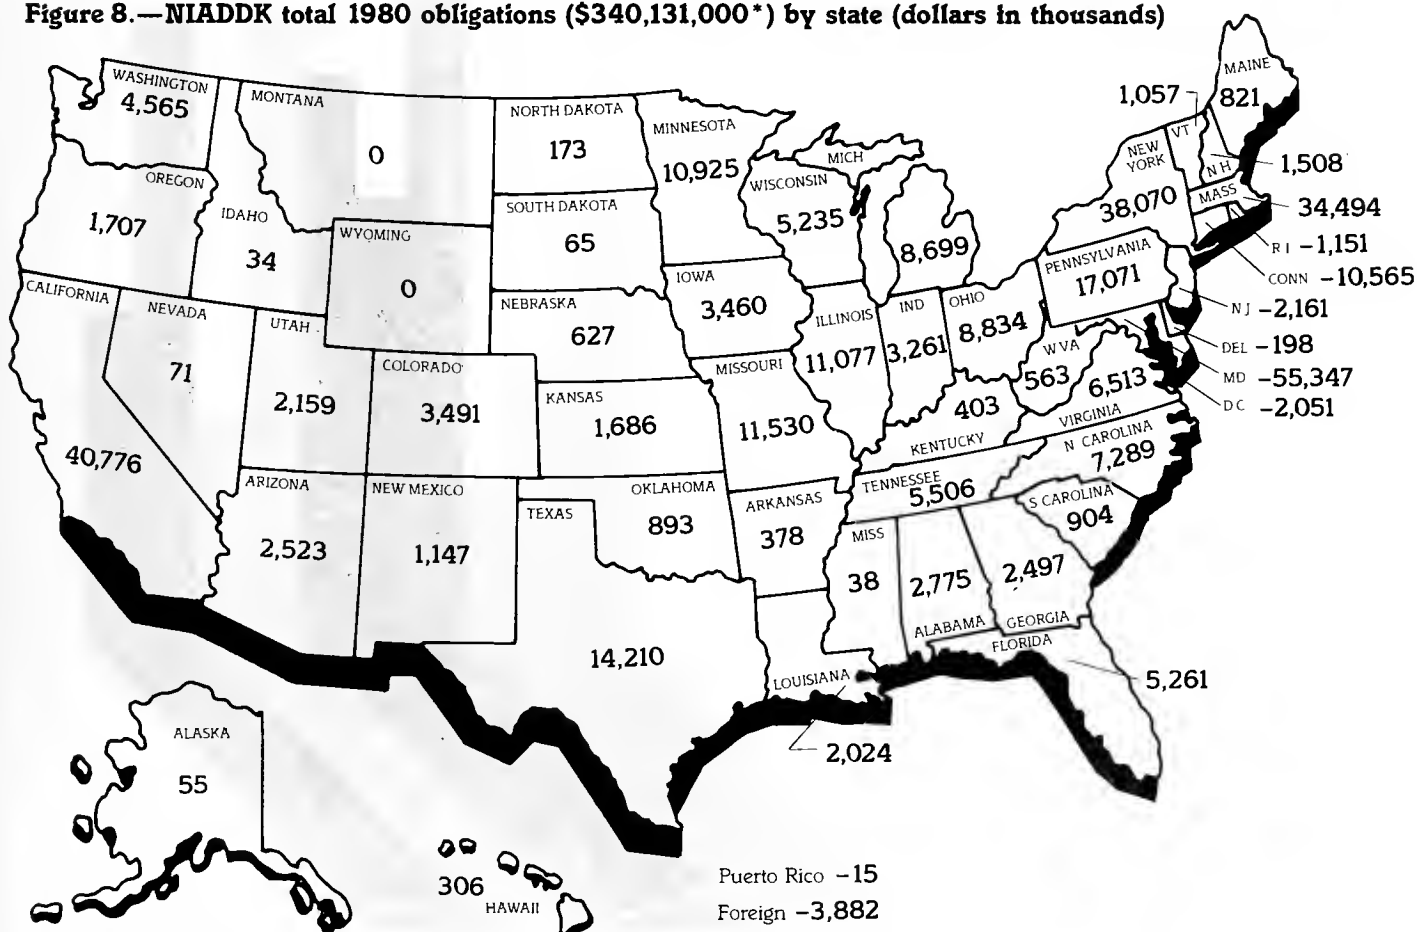 Figure 8.—NIADDK total 1980 obligations ($340,131,000*) by state (dollars in thousands)
WASHINGTON
4,565
MONTANA
0
NORTH DAKOTA
173
MINNESOTA
10,925
MICH
8,699
WISCONSIN
5,235
1,057
VT
MAINE
821
NEW
YORK
38,070
NH
1,508
MASS
34,494
RI −1,151
CONN −10,565
OREGON
1,707
IDAHO
34
WYOMING
0
SOUTH DAKOTA
65
IOWA
3,460
PENNSYLVANIA
17,071
NJ −2,161
DEL −198
MD −55,347
DC −2,051
CALIFORNIA
40,776
NEVADA
71
UTAH
2,159
COLORADO
3,491
NEBRASKA
627
KANSAS
1,686
MISSOURI
11,530
ILLINOIS
11,077
IND
3,261
OHIO
8,834
W VA
563
6,513
VIRGINIA
403
KENTUCKY
N CAROLINA
7,289
TENNESSEE
5,506
S CAROLINA
904
ARIZONA
2,523
NEW MEXICO
1,147
TEXAS
14,210
OKLAHOMA
893
ARKANSAS
378
MISS
38
2,775
ALABAMA
2,497
GEORGIA
FLORIDA
5,261
LOUISIANA
2,024
ALASKA
55
306
HAWAII
Puerto Rico −15
Foreign −3,882